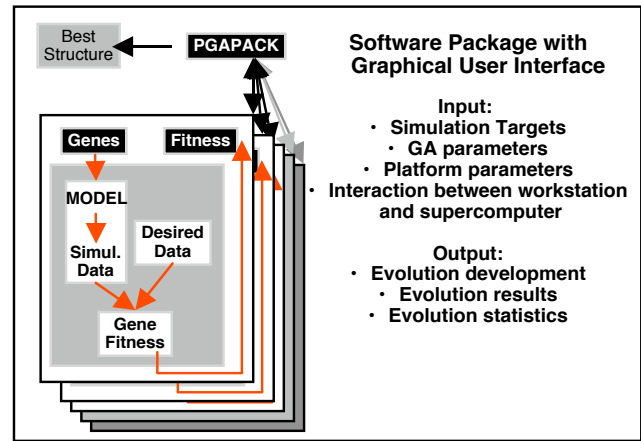 Best
Structure
PGAPACK
Genes
Fitness
MODEL
Simul.
Data
Desired
Data
Gene
Fitness
Software Package with
Graphical User Interface
Input:
· Simulation Targets
· GA parameters
· Platform parameters
· Interaction between workstation
and supercomputer
Output:
· Evolution development
· Evolution results
· Evolution statistics